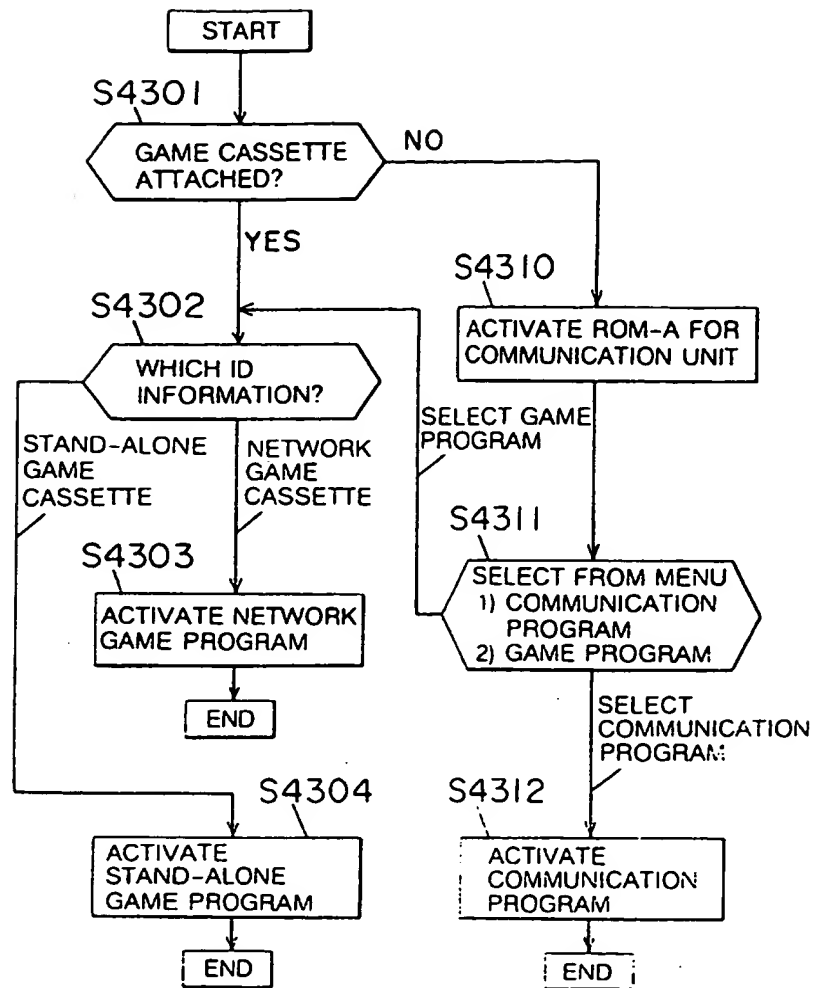 START
S4301
GAME CASSETTE
ATTACHED?
NO
YES
S4310
ACTIVATE ROM-A FOR
COMMUNICATION UNIT
S4302
WHICH ID
INFORMATION?
SELECT GAME
PROGRAM
STAND-ALONE
GAME
CASSETTE
NETWORK
GAME
CASSETTE
S4311
SELECT FROM MENU
1) COMMUNICATION
PROGRAM
2) GAME PROGRAM
S4303
ACTIVATE NETWORK
GAME PROGRAM
END
SELECT
COMMUNICATION
PROGRAM
S4304
ACTIVATE
STAND-ALONE
GAME PROGRAM
END
S4312
ACTIVATE
COMMUNICATION
PROGRAM
END